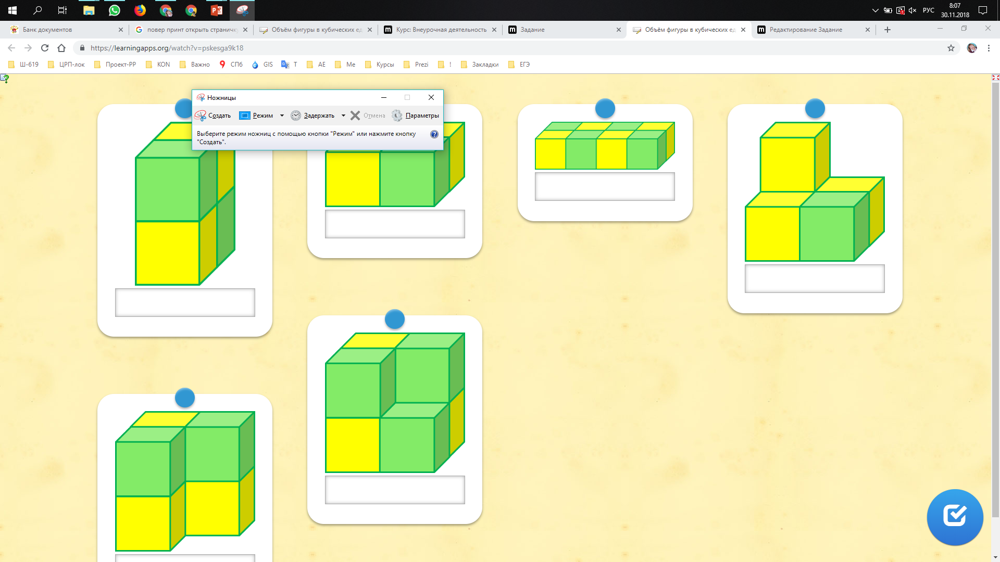 РУС
8:07
30.11.2018
Банк документов
повер принт открыть страничку
Объём фигуры в кубических ед
Курс: Внеурочная деятельность
Задание
Объём фигуры в кубических ед
Редактирование Задание
https://learningapps.org/watch?v=pskesga9k18
Ш-619
ЦРП-лок
Проект-РР
KON
Важно
СПб
GIS
Т
АЕ
Me
Курсы
Prezi
!
Закладки
ЕГЭ
Ножницы
Создать
Режим
Задержать
Отмена
Параметры
Выберите режим ножниц с помощью кнопки "Режим" или нажмите кнопку
"Создать".